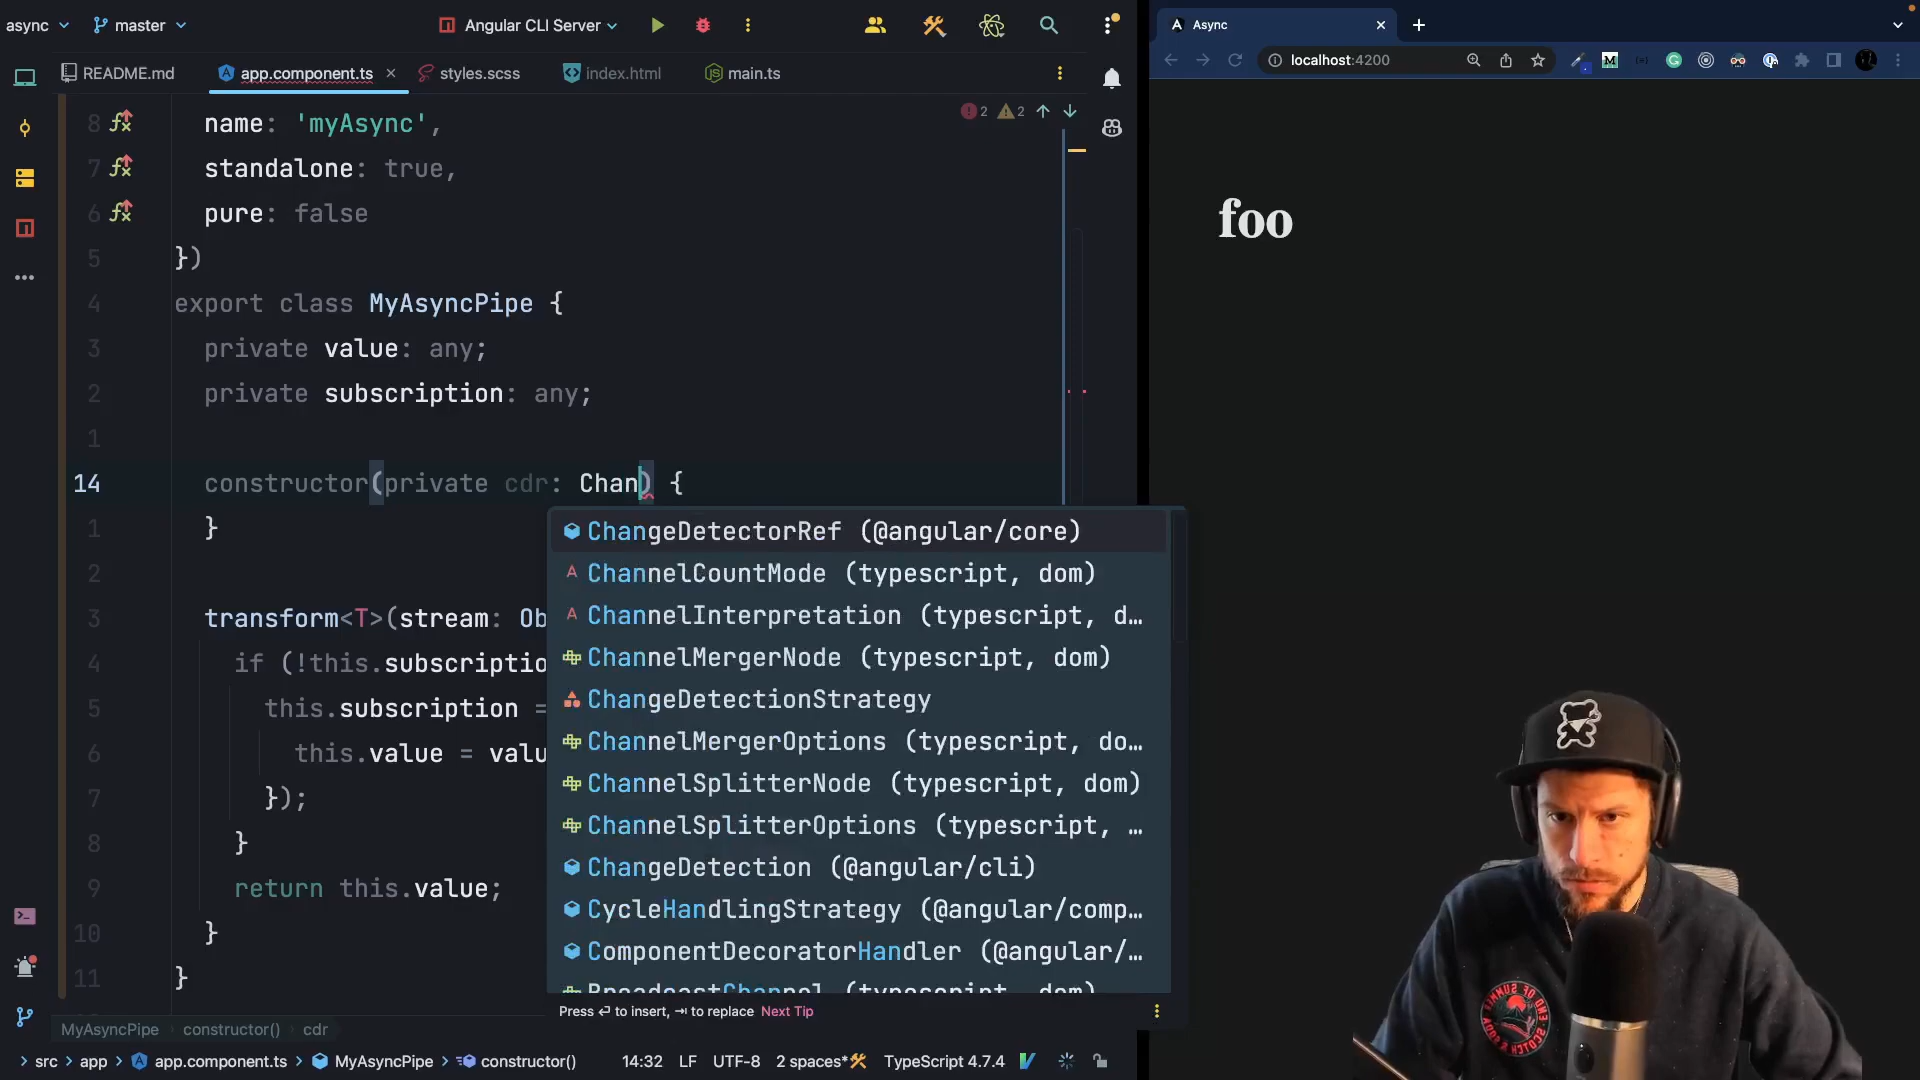 async
master
Angular CLI Server
Async
localhost:4200
README.md
app.component.ts
styles.scss
index.html
main.ts
2 2
8 name: 'myAsync',
7 standalone: true,
6 pure: false
5 })
4 export class MyAsyncPipe {
3 private value: any;
2 private subscription: any;
1
14 constructor(private cdr: Chan) {
1 }
2
3 transform<T>(stream: Ob
4 if (!this.subscriptio
5 this.subscription =
6 this.value = valu
7 });
8 }
9 return this.value;
10 }
11 }
ChangeDetectorRef (@angular/core)
ChannelCountMode (typescript, dom)
ChannelInterpretation (typescript, d…
ChannelMergerNode (typescript, dom)
ChangeDetectionStrategy
ChannelMergerOptions (typescript, do…
ChannelSplitterNode (typescript, dom)
ChannelSplitterOptions (typescript, …
ChangeDetection (@angular/cli)
CycleHandlingStrategy (@angular/comp…
ComponentDecoratorHandler (@angular/…
BroadcastChannel (typescript, dom)
Press ↵ to insert, ⇥ to replace Next Tip
MyAsyncPipe constructor() cdr
src > app > app.component.ts > MyAsyncPipe > constructor()
14:32 LF UTF-8 2 spaces* TypeScript 4.7.4
foo